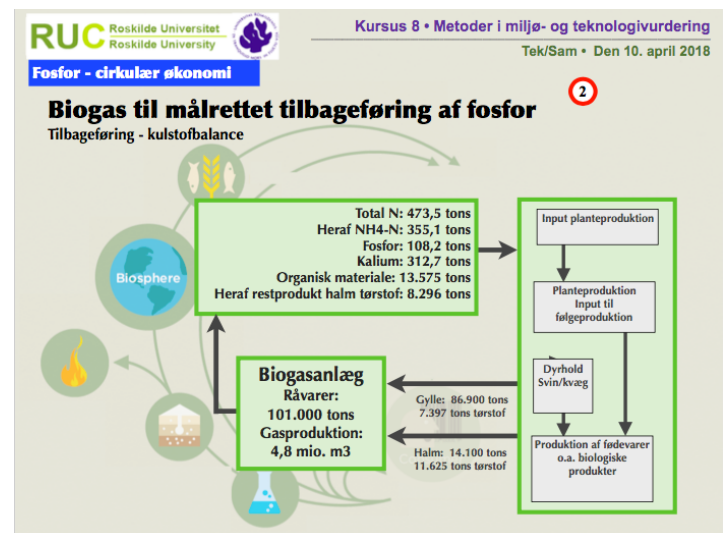 RUC Roskilde Universitet
Roskilde University
Kursus 8 • Metoder i miljø- og teknologivurdering
Tek/Sam • Den 10. april 2018
Fosfor - cirkulær økonomi
2
Biogas til målrettet tilbageføring af fosfor
Tilbageføring - kulstofbalance
Total N: 473,5 tons
Heraf NH4-N: 355,1 tons
Fosfor: 108,2 tons
Kalium: 312,7 tons
Organisk materiale: 13.575 tons
Heraf restprodukt halm tørstof: 8.296 tons
Input planteproduktion
Biosphere
Planteproduktion
Input til
følgeproduktion
Biogasanlæg
Råvarer:
101.000 tons
Gasproduktion:
4,8 mio. m3
Dyrhold
Svin/kvæg
Gylle: 86.900 tons
7.397 tons tørstof
Halm: 14.100 tons
11.625 tons tørstof
Produktion af fødevarer
o.a. biologiske
produkter